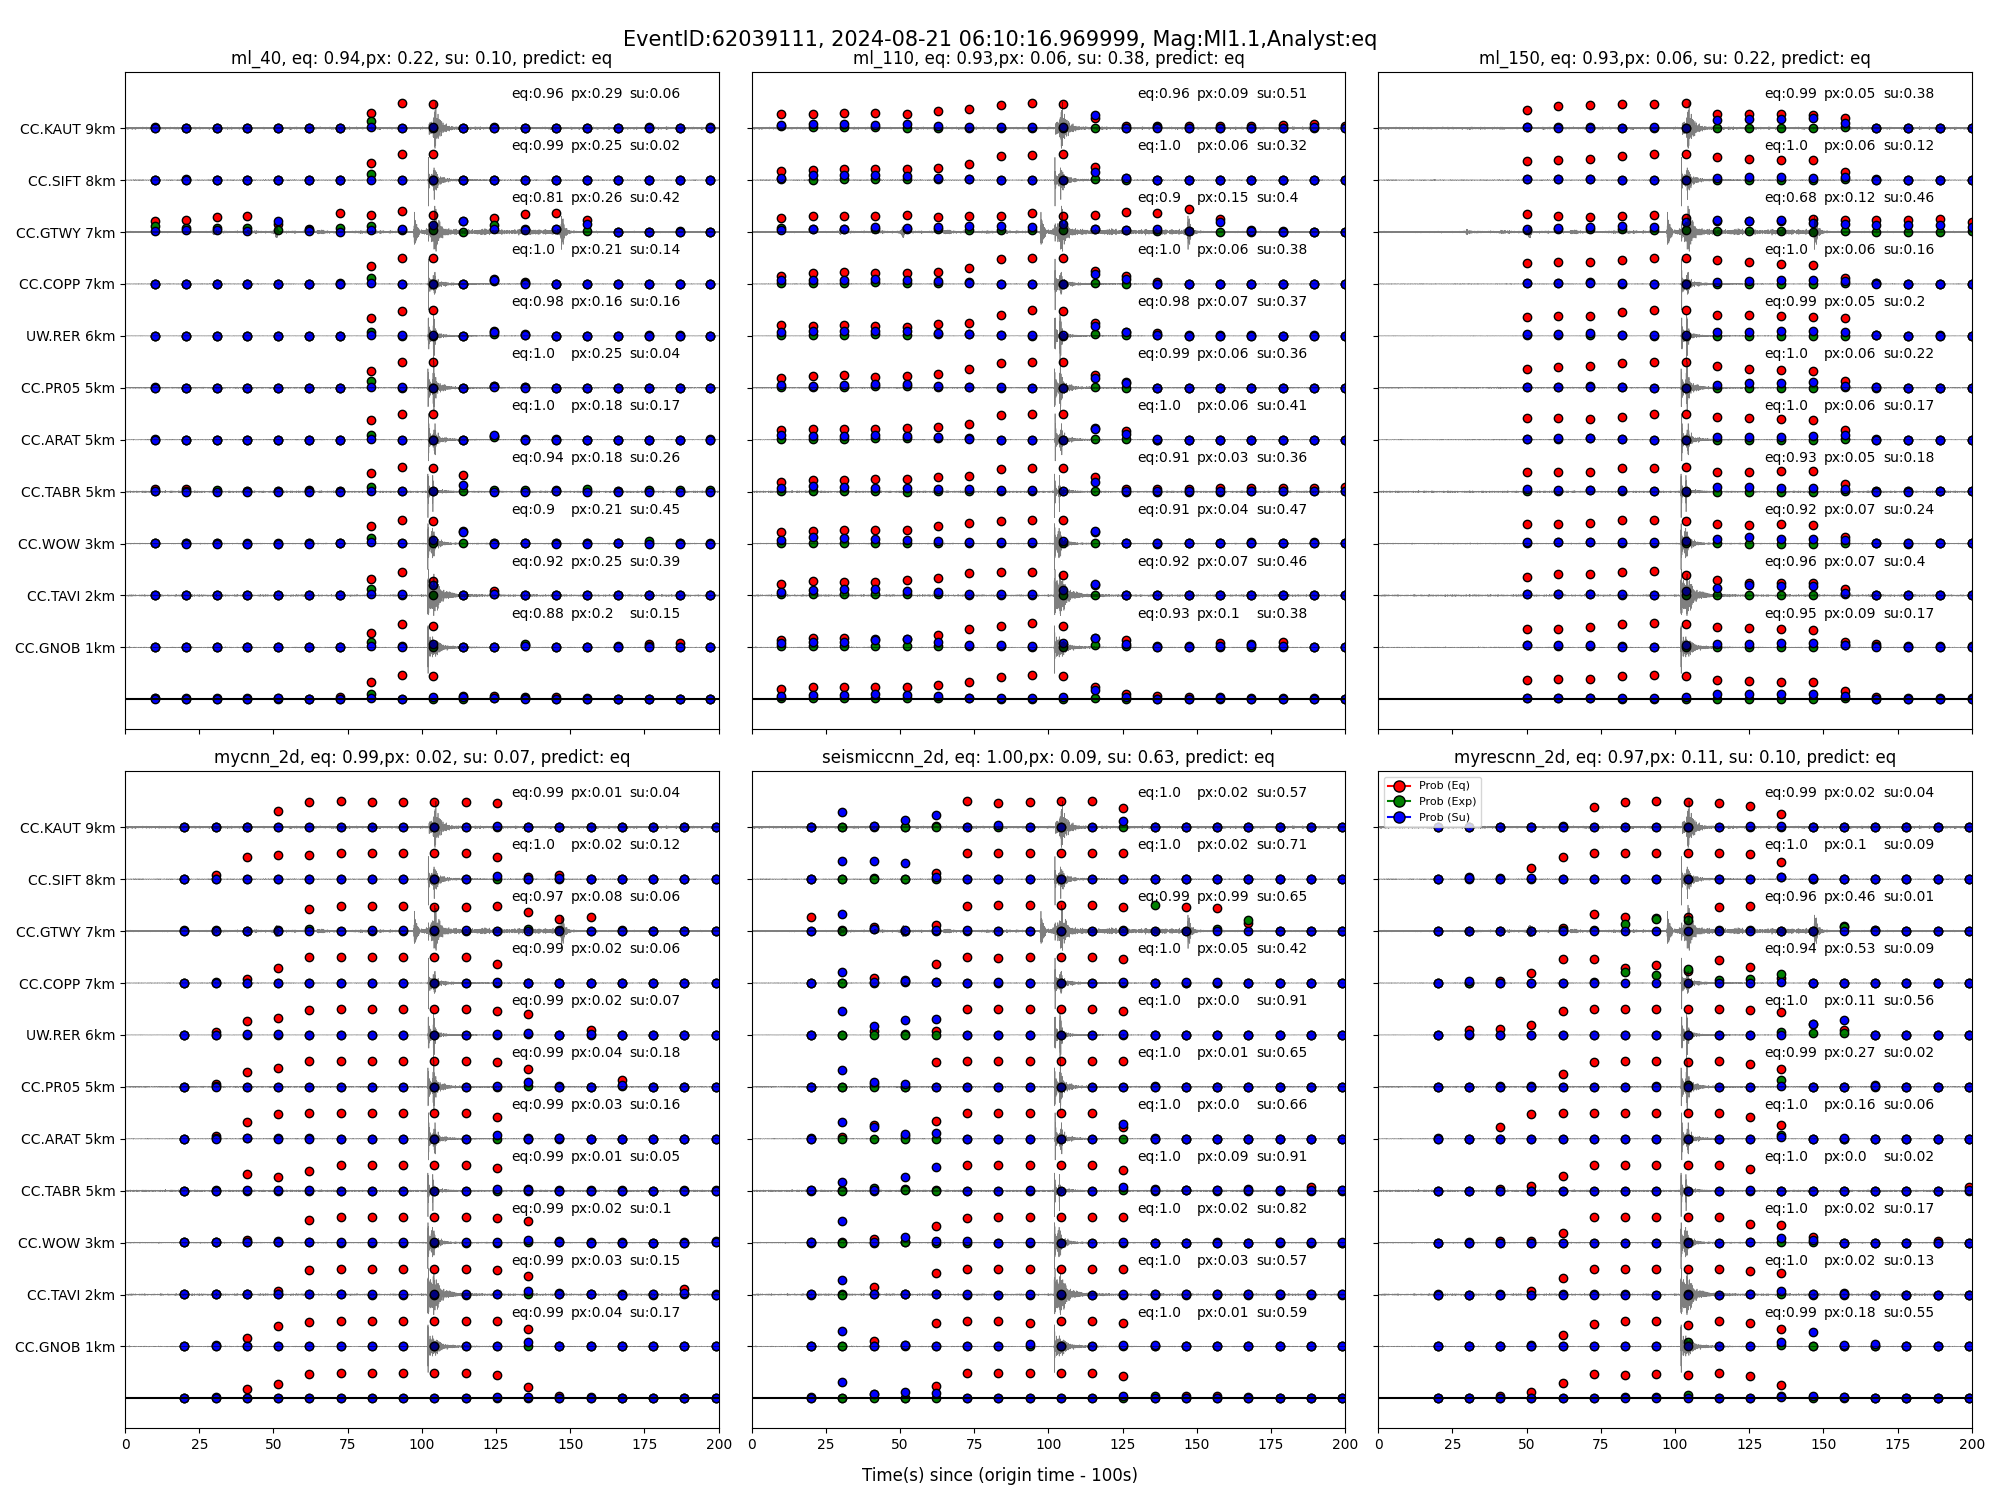 EventID:62039111, 2024-08-21 06:10:16.969999, Mag:Ml1.1,Analyst:eq
ml_40, eq: 0.94,px: 0.22, su: 0.10, predict: eq
CC.KAUT 9km
eq:0.96 px:0.29 su:0.06
CC.SIFT 8km
eq:0.99 px:0.25 su:0.02
CC.GTWY 7km
eq:0.81 px:0.26 su:0.42
CC.COPP 7km
eq:1.0 px:0.21 su:0.14
UW.RER 6km
eq:0.98 px:0.16 su:0.16
CC.PR05 5km
eq:1.0 px:0.25 su:0.04
CC.ARAT 5km
eq:1.0 px:0.18 su:0.17
CC.TABR 5km
eq:0.94 px:0.18 su:0.26
CC.WOW 3km
eq:0.9 px:0.21 su:0.45
CC.TAVI 2km
eq:0.92 px:0.25 su:0.39
CC.GNOB 1km
eq:0.88 px:0.2 su:0.15
ml_110, eq: 0.93,px: 0.06, su: 0.38, predict: eq
eq:0.96 px:0.09 su:0.51
eq:1.0 px:0.06 su:0.32
eq:0.9 px:0.15 su:0.4
eq:1.0 px:0.06 su:0.38
eq:0.98 px:0.07 su:0.37
eq:0.99 px:0.06 su:0.36
eq:1.0 px:0.06 su:0.41
eq:0.91 px:0.03 su:0.36
eq:0.91 px:0.04 su:0.47
eq:0.92 px:0.07 su:0.46
eq:0.93 px:0.1 su:0.38
ml_150, eq: 0.93,px: 0.06, su: 0.22, predict: eq
eq:0.99 px:0.05 su:0.38
eq:1.0 px:0.06 su:0.12
eq:0.68 px:0.12 su:0.46
eq:1.0 px:0.06 su:0.16
eq:0.99 px:0.05 su:0.2
eq:1.0 px:0.06 su:0.22
eq:1.0 px:0.06 su:0.17
eq:0.93 px:0.05 su:0.18
eq:0.92 px:0.07 su:0.24
eq:0.96 px:0.07 su:0.4
eq:0.95 px:0.09 su:0.17
mycnn_2d, eq: 0.99,px: 0.02, su: 0.07, predict: eq
CC.KAUT 9km
eq:0.99 px:0.01 su:0.04
CC.SIFT 8km
eq:1.0 px:0.02 su:0.12
CC.GTWY 7km
eq:0.97 px:0.08 su:0.06
CC.COPP 7km
eq:0.99 px:0.02 su:0.06
UW.RER 6km
eq:0.99 px:0.02 su:0.07
CC.PR05 5km
eq:0.99 px:0.04 su:0.18
CC.ARAT 5km
eq:0.99 px:0.03 su:0.16
CC.TABR 5km
eq:0.99 px:0.01 su:0.05
CC.WOW 3km
eq:0.99 px:0.02 su:0.1
CC.TAVI 2km
eq:0.99 px:0.03 su:0.15
CC.GNOB 1km
eq:0.99 px:0.04 su:0.17
0 25 50 75 100 125 150 175 200
seismiccnn_2d, eq: 1.00,px: 0.09, su: 0.63, predict: eq
eq:1.0 px:0.02 su:0.57
eq:1.0 px:0.02 su:0.71
eq:0.99 px:0.99 su:0.65
eq:1.0 px:0.05 su:0.42
eq:1.0 px:0.0 su:0.91
eq:1.0 px:0.01 su:0.65
eq:1.0 px:0.0 su:0.66
eq:1.0 px:0.09 su:0.91
eq:1.0 px:0.02 su:0.82
eq:1.0 px:0.03 su:0.57
eq:1.0 px:0.01 su:0.59
0 25 50 75 100 125 150 175 200
myrescnn_2d, eq: 0.97,px: 0.11, su: 0.10, predict: eq
Prob (Eq)
Prob (Exp)
Prob (Su)
eq:0.99 px:0.02 su:0.04
eq:1.0 px:0.1 su:0.09
eq:0.96 px:0.46 su:0.01
eq:0.94 px:0.53 su:0.09
eq:1.0 px:0.11 su:0.56
eq:0.99 px:0.27 su:0.02
eq:1.0 px:0.16 su:0.06
eq:1.0 px:0.0 su:0.02
eq:1.0 px:0.02 su:0.17
eq:1.0 px:0.02 su:0.13
eq:0.99 px:0.18 su:0.55
0 25 50 75 100 125 150 175 200
Time(s) since (origin time - 100s)